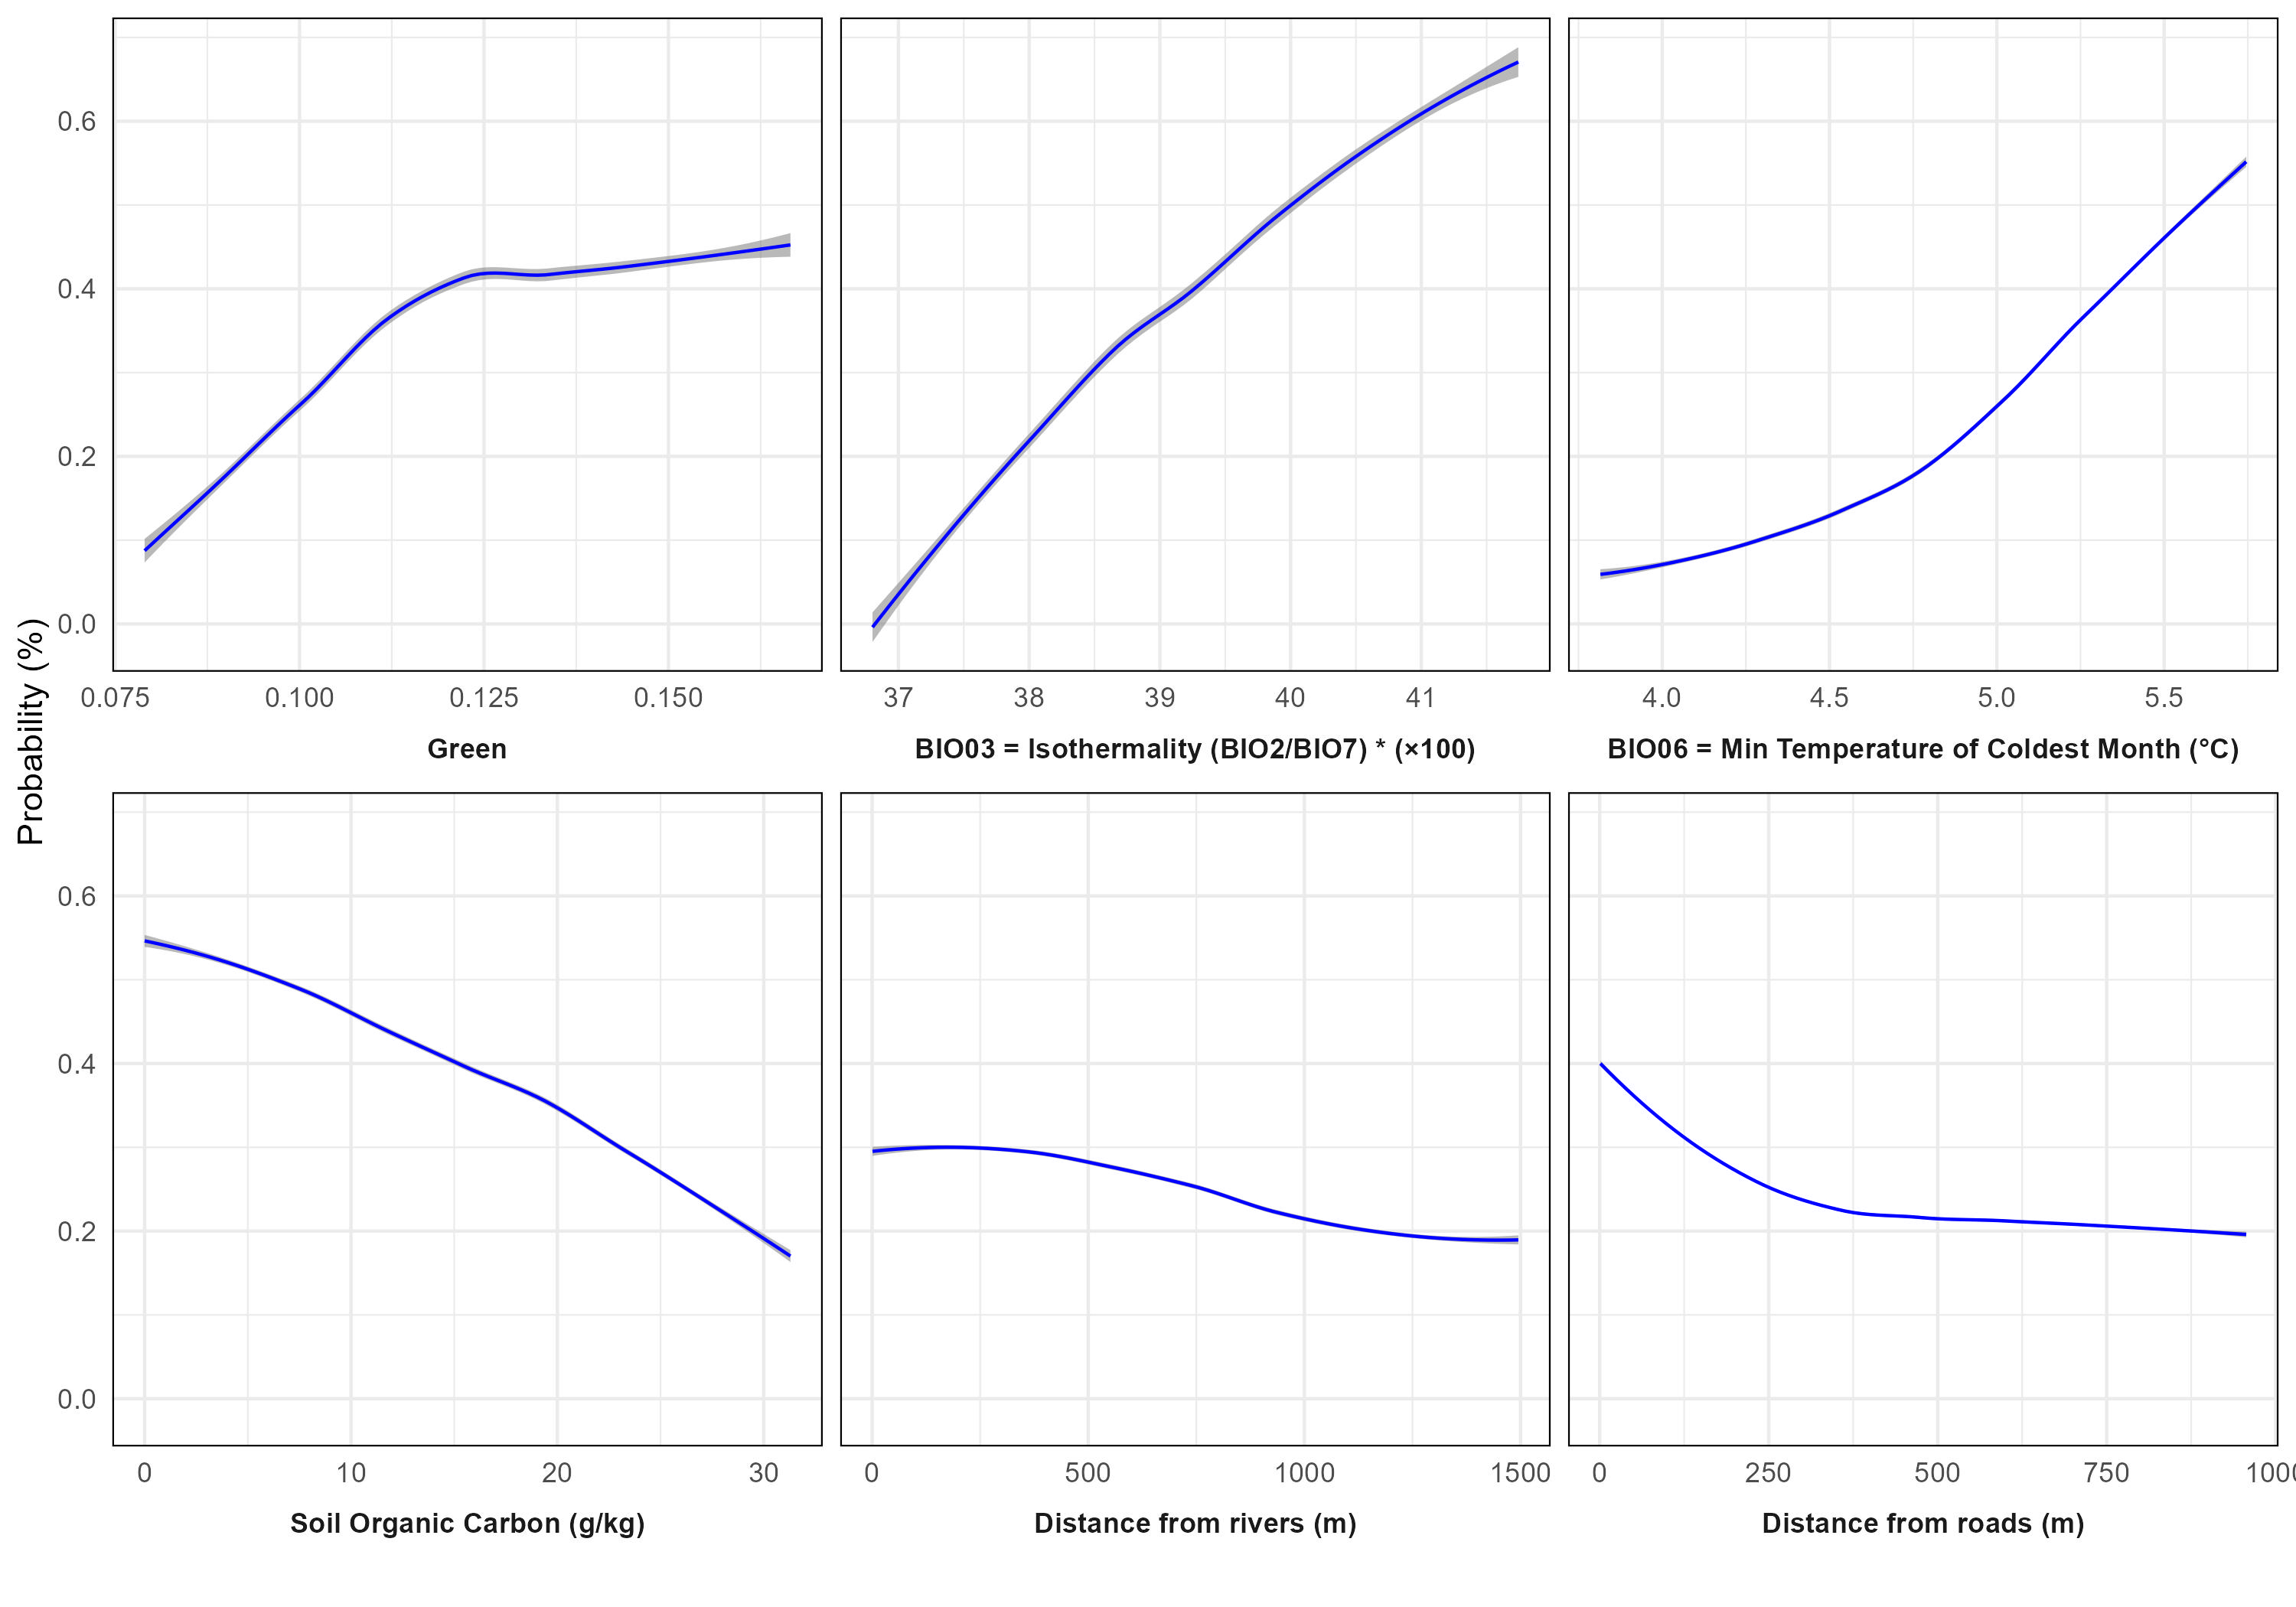 Probability (%)
0.6
0.4
0.2
0.0
0.075 0.100 0.125 0.150
Green
37 38 39 40 41
BIO03 = Isothermality (BIO2/BIO7) * (×100)
4.0 4.5 5.0 5.5
BIO06 = Min Temperature of Coldest Month (°C)
0.6
0.4
0.2
0.0
0 10 20 30
Soil Organic Carbon (g/kg)
0 500 1000 1500
Distance from rivers (m)
0 250 500 750 1000
Distance from roads (m)